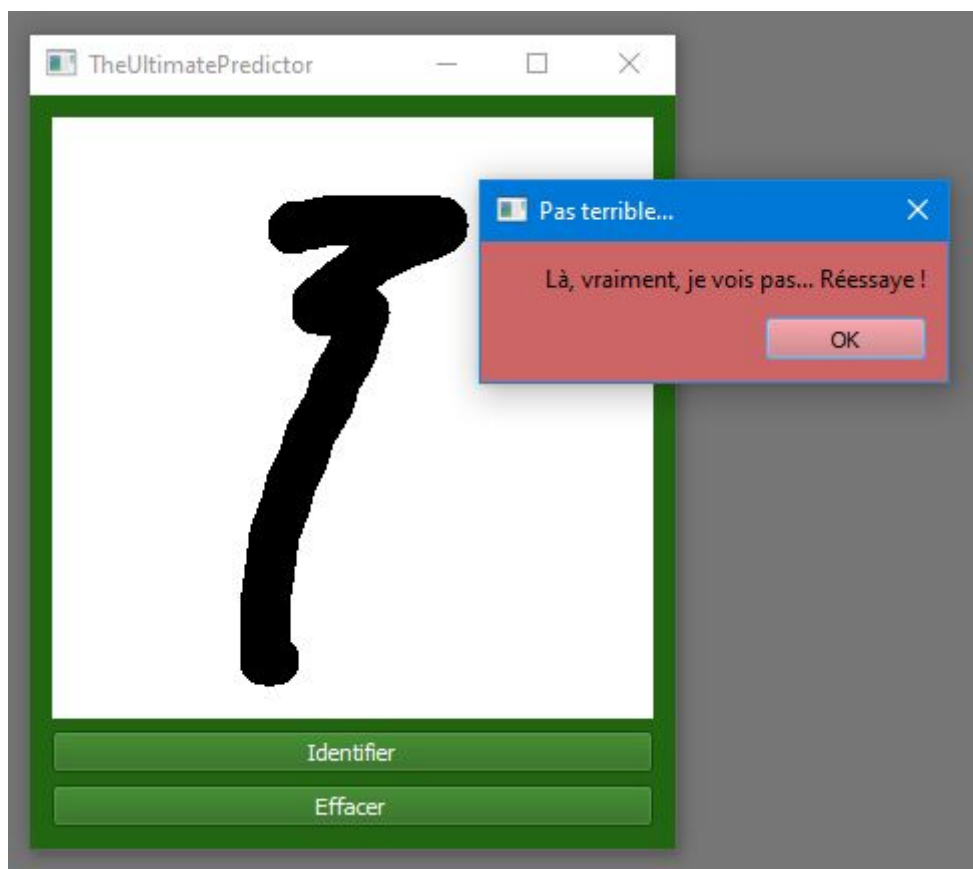 TheUltimatePredictor
Pas terrible...
Là, vraiment, je vois pas... Réessaye !
OK
Identifier
Effacer